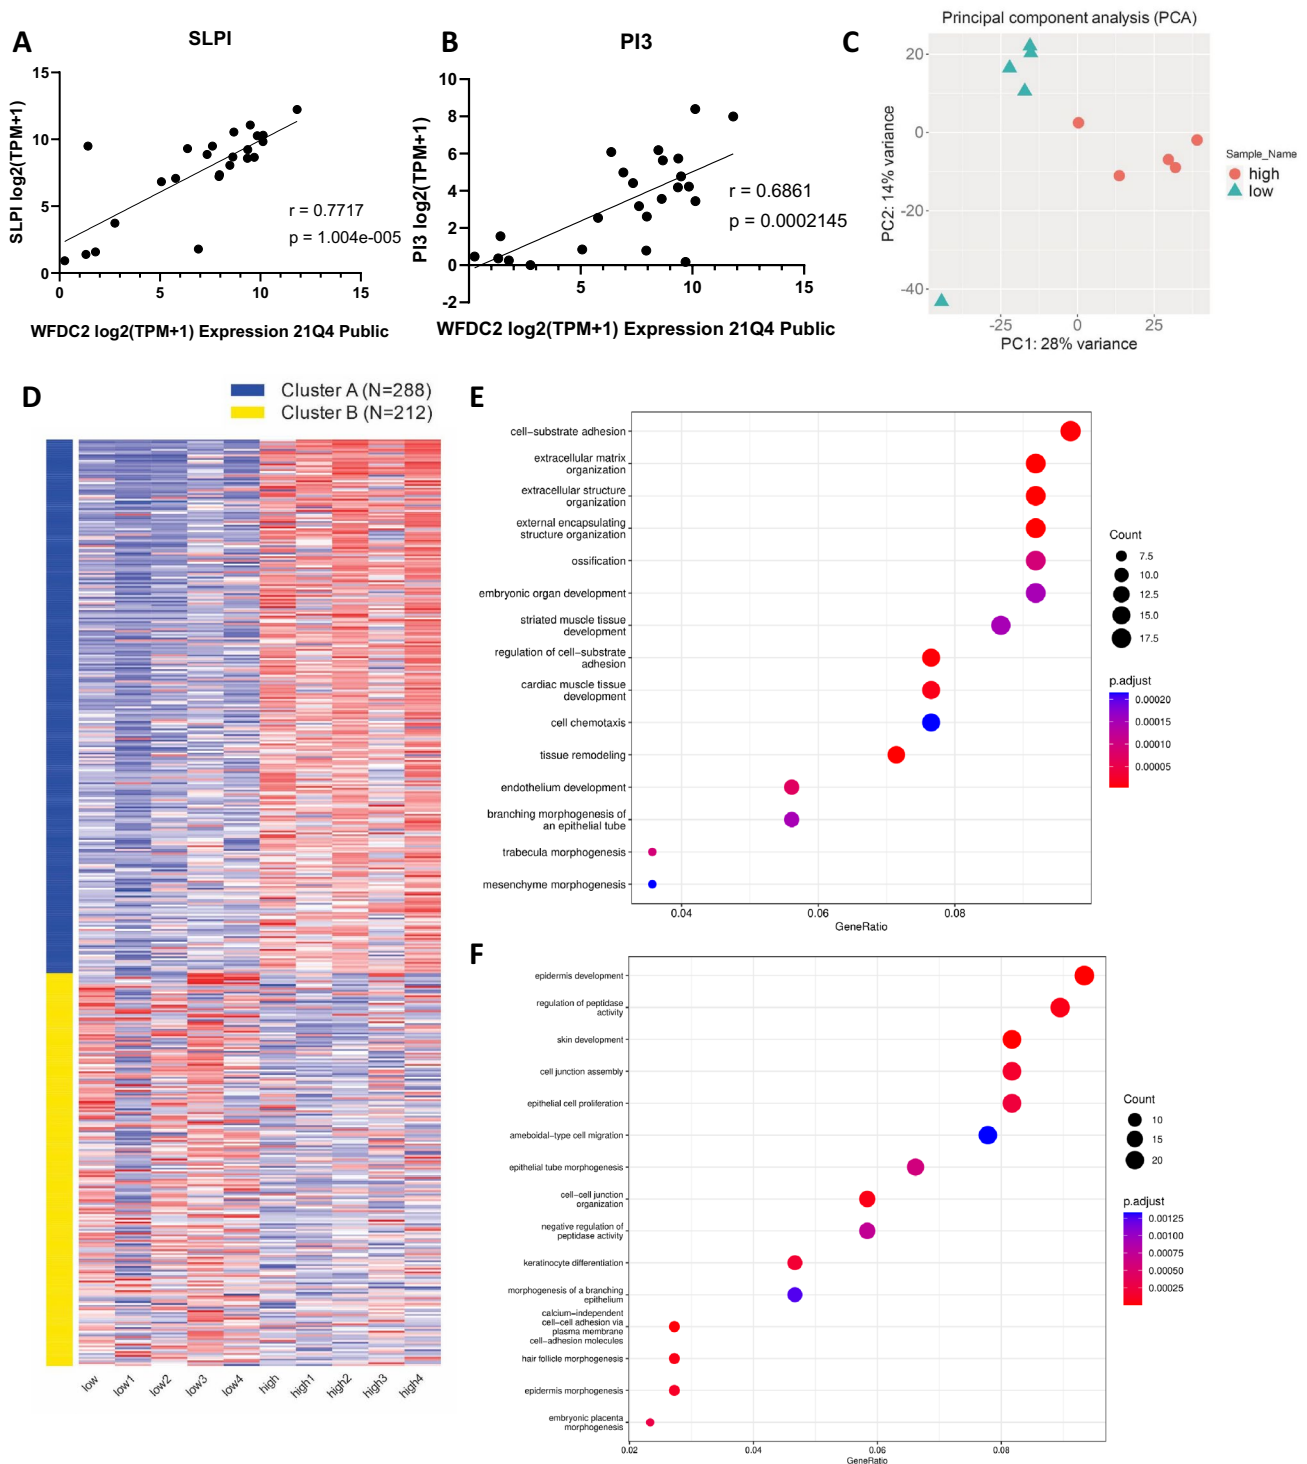 A
SLPI
15
10
5
0
0
5
10
15
SLPI log2(TPM+1)
r = 0.7717
p = 1.004e-005
WFDC2 log2(TPM+1) Expression 21Q4 Public
B
PI3
10
8
6
4
2
0
-2
5
10
15
PI3 log2(TPM+1)
r = 0.6861
p = 0.0002145
WFDC2 log2(TPM+1) Expression 21Q4 Public
C
Principal component analysis (PCA)
20
0
-20
-40
-25
0
25
PC2: 14% variance
PC1: 28% variance
Sample_Name
high
low
D
Cluster A (N=288)
Cluster B (N=212)
low
low1
low2
low3
low4
high
high1
high2
high3
high4
E
cell−substrate adhesion
extracellular matrix
organization
extracellular structure
organization
external encapsulating
structure organization
ossification
embryonic organ development
striated muscle tissue
development
regulation of cell−substrate
adhesion
cardiac muscle tissue
development
cell chemotaxis
tissue remodeling
endothelium development
branching morphogenesis of
an epithelial tube
trabecula morphogenesis
mesenchyme morphogenesis
0.04
0.06
0.08
GeneRatio
Count
7.5
10.0
12.5
15.0
17.5
p.adjust
0.00020
0.00015
0.00010
0.00005
F
epidermis development
regulation of peptidase
activity
skin development
cell junction assembly
epithelial cell proliferation
ameboidal−type cell migration
epithelial tube morphogenesis
cell−cell junction
organization
negative regulation of
peptidase activity
keratinocyte differentiation
morphogenesis of a branching
epithelium
calcium−independent
cell−cell adhesion via
plasma membrane
cell−adhesion molecules
hair follicle morphogenesis
epidermis morphogenesis
embryonic placenta
morphogenesis
0.02
0.04
0.06
0.08
GeneRatio
Count
10
15
20
p.adjust
0.00125
0.00100
0.00075
0.00050
0.00025